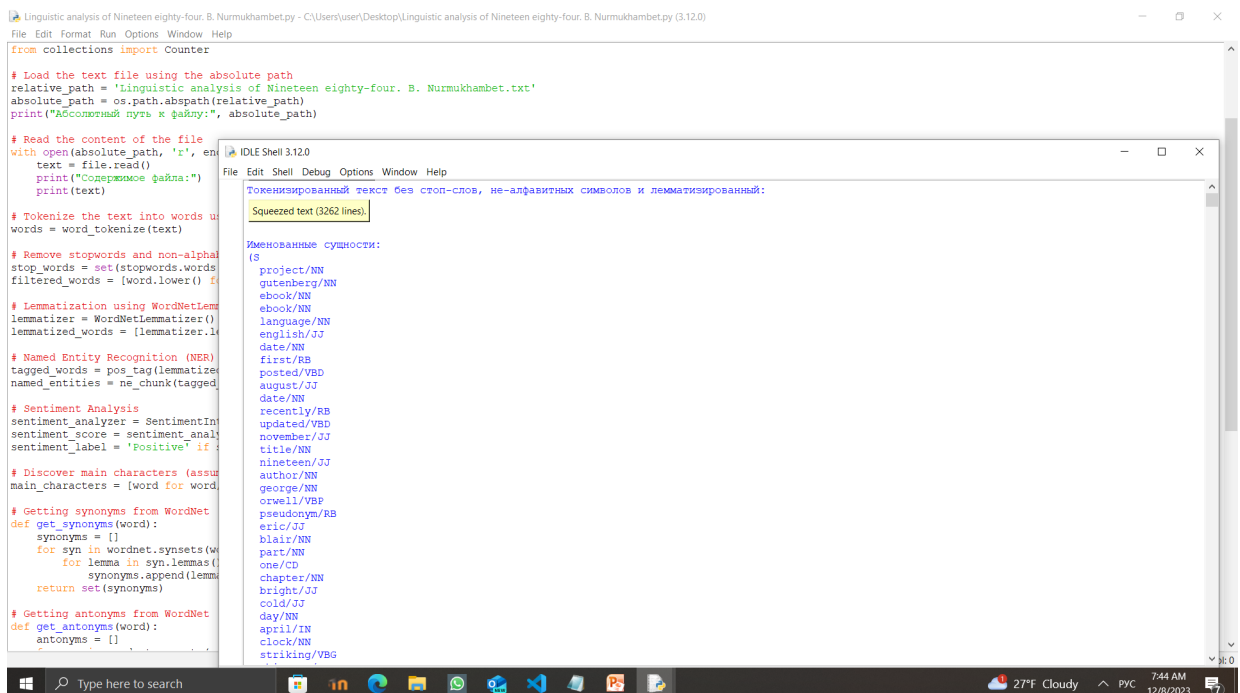 Linguistic analysis of Nineteen eighty-four. B. Nurmukhambet.py - C:\Users\user\Desktop\Linguistic analysis of Nineteen eighty-four. B. Nurmukhambet.py (3.12.0)
File Edit Format Run Options Window Help
from collections import Counter
# Load the text file using the absolute path
relative_path = 'Linguistic analysis of Nineteen eighty-four. B. Nurmukhambet.txt'
absolute_path = os.path.abspath(relative_path)
print("Абсолютный путь к файлу:", absolute_path)
# Read the content of the file
with open(absolute_path, 'r', en
    text = file.read()
    print("Содержимое файла:")
    print(text)
# Tokenize the text into words u
words = word_tokenize(text)
# Remove stopwords and non-alpha
stop_words = set(stopwords.words
filtered_words = [word.lower() f
# Lemmatization using WordNetLem
lemmatizer = WordNetLemmatizer()
lemmatized_words = [lemmatizer.l
# Named Entity Recognition (NER)
tagged_words = pos_tag(lemmatize
named_entities = ne_chunk(tagged
# Sentiment Analysis
sentiment_analyzer = SentimentIn
sentiment_score = sentiment_anal
sentiment_label = 'Positive' if
# Discover main characters (assu
main_characters = [word for word
# Getting synonyms from WordNet
def get_synonyms(word):
    synonyms = []
    for syn in wordnet.synsets(w
        for lemma in syn.lemmas(
            synonyms.append(lemm
    return set(synonyms)
# Getting antonyms from WordNet
def get_antonyms(word):
    antonyms = []
IDLE Shell 3.12.0
File Edit Shell Debug Options Window Help
Токенизированный текст без стоп-слов, не-алфавитных символов и лемматизированный:
Squeezed text (3262 lines).
Именованные сущности:
(S
  project/NN
  gutenberg/NN
  ebook/NN
  ebook/NN
  language/NN
  english/JJ
  date/NN
  first/RB
  posted/VBD
  august/JJ
  date/NN
  recently/RB
  updated/VBD
  november/JJ
  title/NN
  nineteen/JJ
  author/NN
  george/NN
  orwell/VBP
  pseudonym/RB
  eric/JJ
  blair/NN
  part/NN
  one/CD
  chapter/NN
  bright/JJ
  cold/JJ
  day/NN
  april/IN
  clock/NN
  striking/VBG
Type here to search
27°F Cloudy
РУС
7:44 AM
12/8/2023